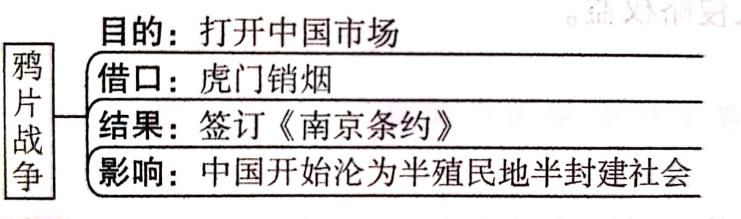 目的：打开中国市场
鸦片战争
借口：虎门销烟
结果：签订《南京条约》
影响：中国开始沦为半殖民地半封建社会